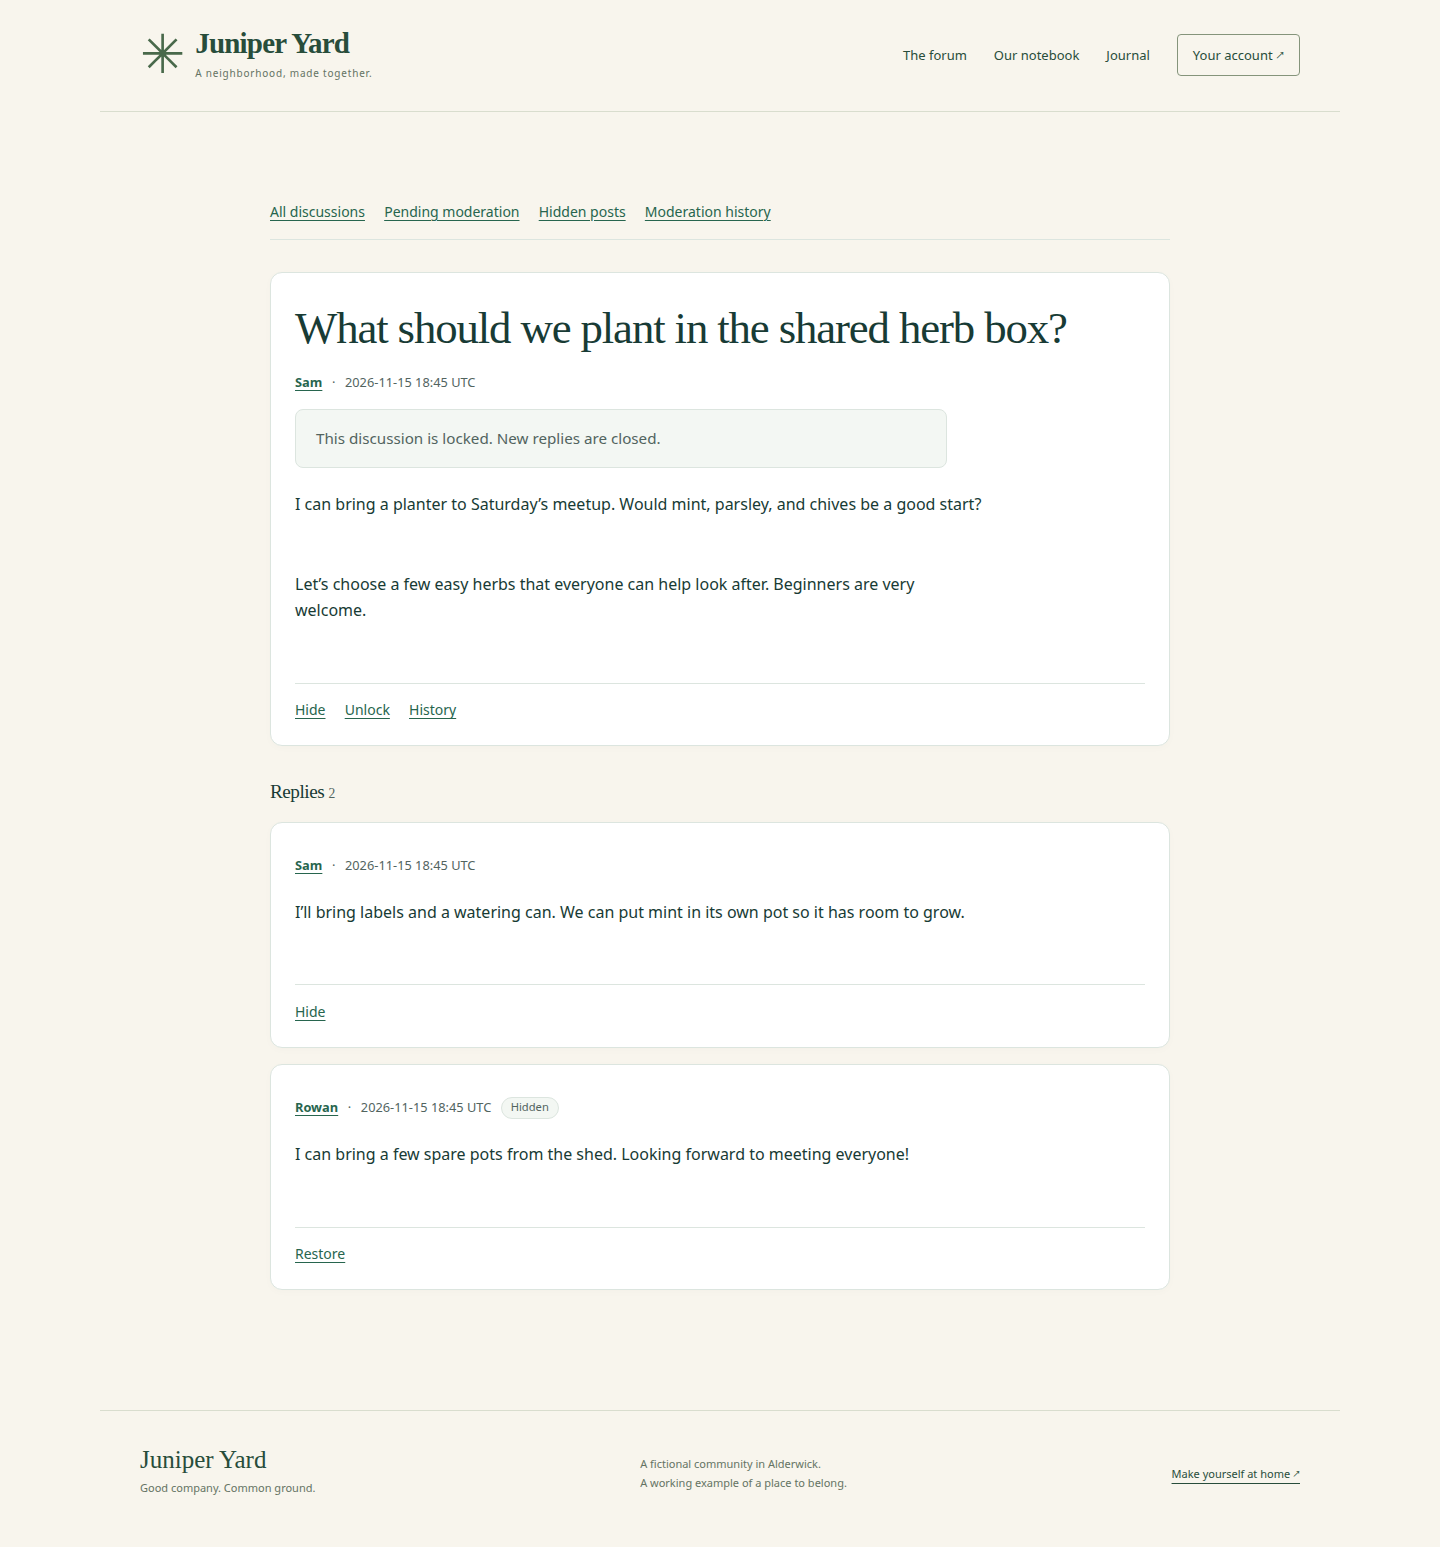 Juniper Yard
A neighborhood, made together.
The forum
Our notebook
Journal
Your account ↗
All discussions
Pending moderation
Hidden posts
Moderation history
What should we plant in the shared herb box?
Sam · 2026-11-15 18:45 UTC
This discussion is locked. New replies are closed.
I can bring a planter to Saturday’s meetup. Would mint, parsley, and chives be a good start?
Let’s choose a few easy herbs that everyone can help look after. Beginners are very
welcome.
Hide
Unlock
History
Replies 2
Sam · 2026-11-15 18:45 UTC
I’ll bring labels and a watering can. We can put mint in its own pot so it has room to grow.
Hide
Rowan · 2026-11-15 18:45 UTC Hidden
I can bring a few spare pots from the shed. Looking forward to meeting everyone!
Restore
Juniper Yard
Good company. Common ground.
A fictional community in Alderwick.
A working example of a place to belong.
Make yourself at home ↗